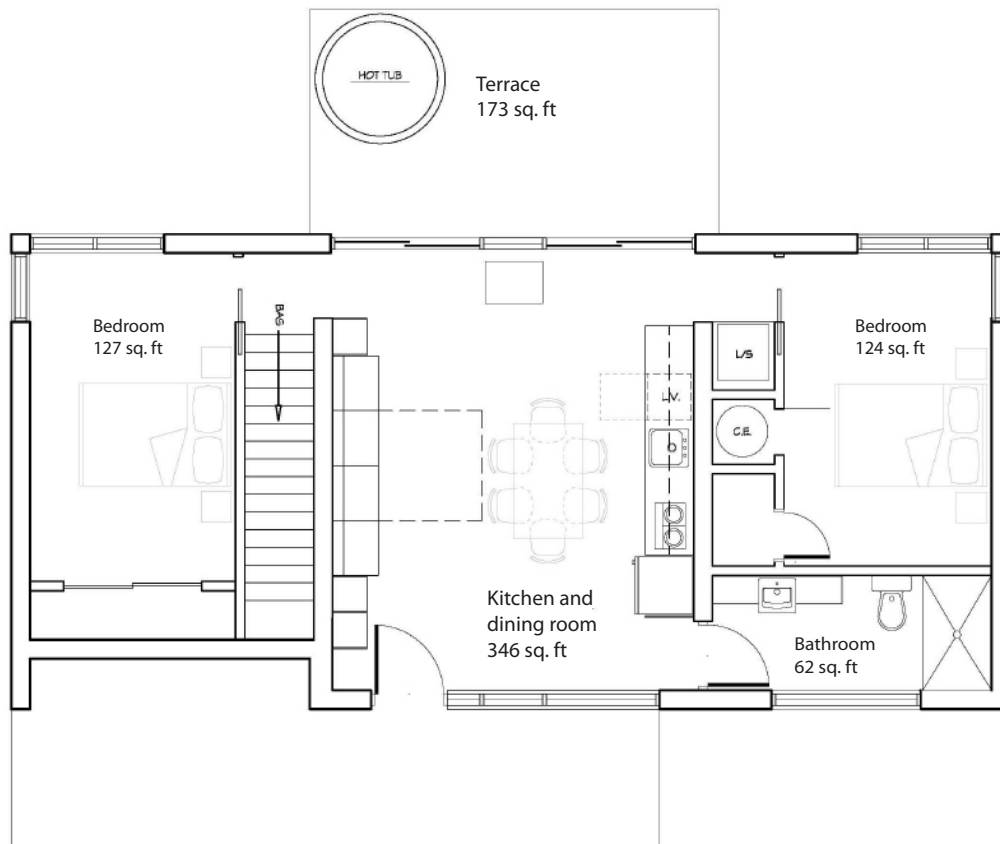 HOT TUB
Terrace
173 sq. ft
Bedroom
127 sq. ft
BAS
Bedroom
124 sq. ft
L/S
LV.
C.E.
Kitchen and
dining room
346 sq. ft
Bathroom
62 sq. ft